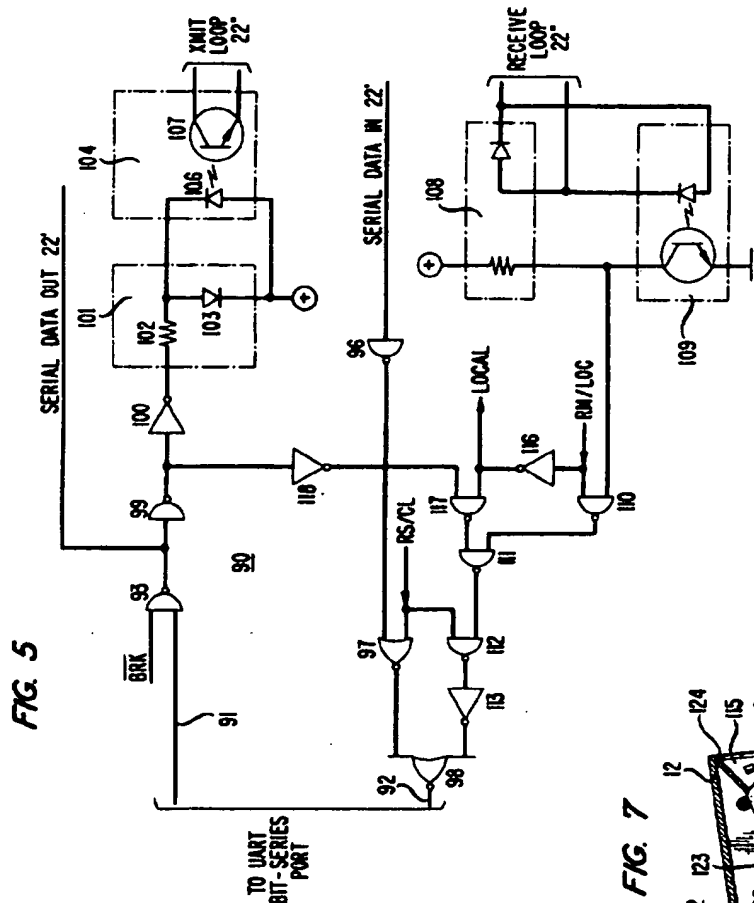 FIG. 5
SERIAL DATA OUT 22'
104
XMIT
LOOP
22"
107
106
101
102
103
100
99
93
BRK
91
90
118
SERIAL DATA IN 22'
96
108
RECEIVE
LOOP
22"
RS/CL
97
LOCAL
117
116
RM/LOC
111
110
109
112
113
98
92
TO UART
BIT-SERIES
PORT
FIG. 7
12
124
115
123
2